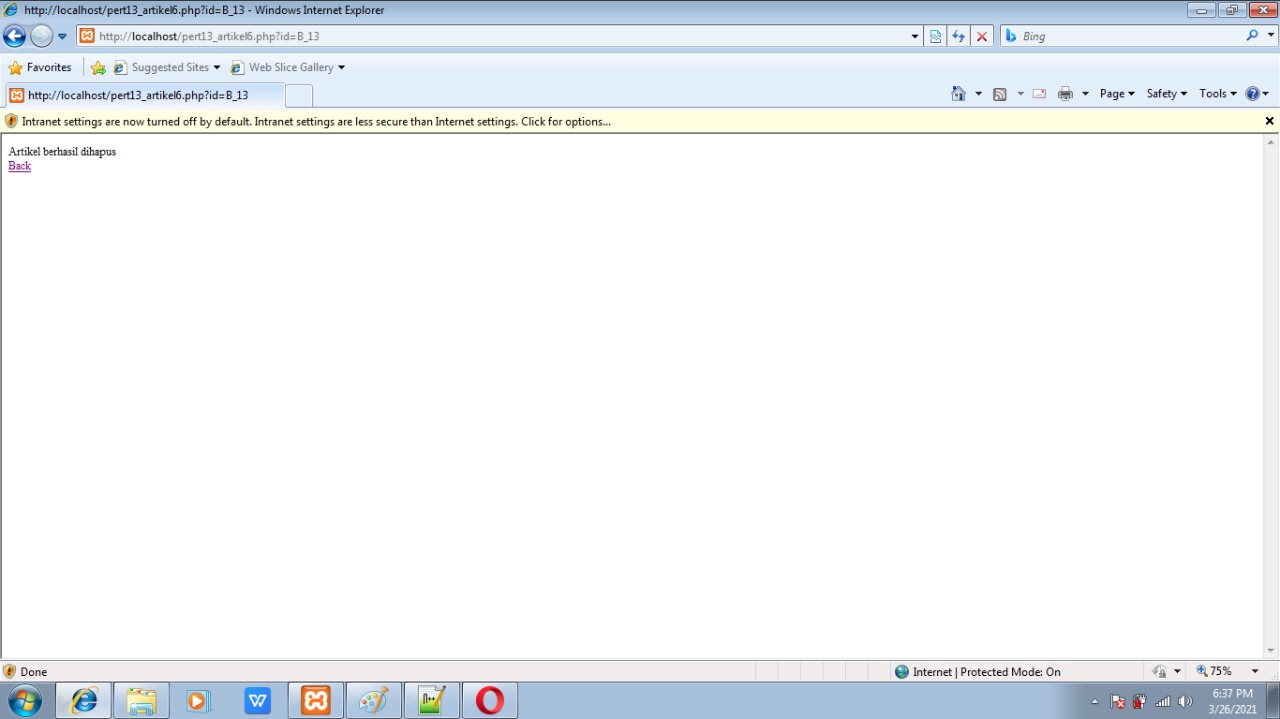 http://localhost/pert13_artikel6.php?id=B_13 - Windows Internet Explorer
http://localhost/pert13_artikel6.php?id=B_13
Bing
Favorites
Suggested Sites
Web Slice Gallery
http://localhost/pert13_artikel6.php?id=B_13
Page
Safety
Tools
Intranet settings are now turned off by default. Intranet settings are less secure than Internet settings. Click for options...
Artikel berhasil dihapus
Back
Done
Internet | Protected Mode: On
75%
6:37 PM
3/26/2021